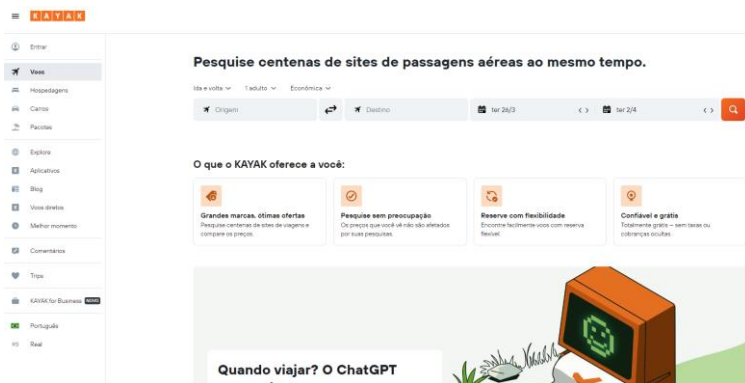 KAYAK
Entrar
Voos
Hospedagens
Carros
Pacotes
Explore
Aplicativos
Blog
Voos diretos
Melhor momento
Comentários
Trips
KAYAK for Business NOVO
Português
R$ Real
Pesquise centenas de sites de passagens aéreas ao mesmo tempo.
Ida e volta 1 adulto Econômica
Origem Destino ter 26/3 ter 2/4
O que o KAYAK oferece a você:
Grandes marcas, ótimas ofertas
Pesquise centenas de sites de viagens e
compare os preços.
Pesquise sem preocupação
Os preços que você vê não são afetados
por suas pesquisas.
Reserve com flexibilidade
Encontre facilmente voos com reserva
flexível.
Confiável e grátis
Totalmente grátis – sem taxas ou
cobranças ocultas.
Quando viajar? O ChatGPT